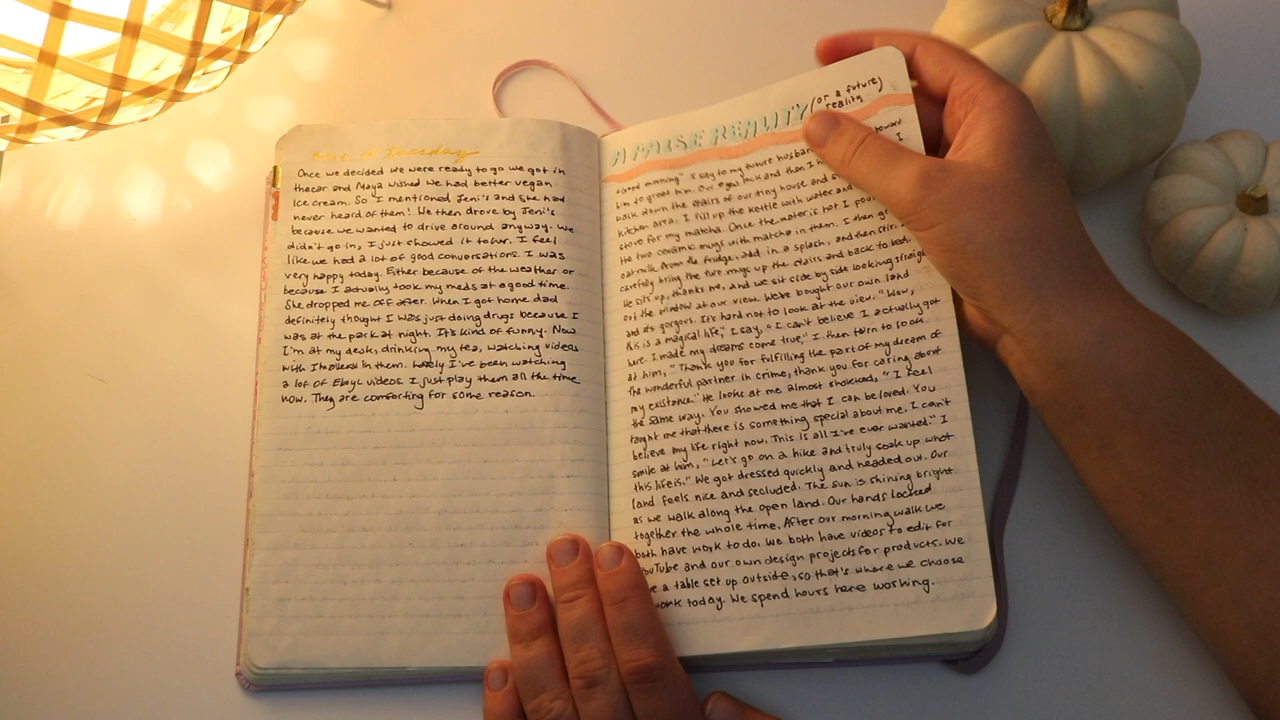 Tuesday
Once we decided we were ready to go we got in
the car and Maya wished we had better vegan
Ice cream. So I mentioned Jeni's and she had
never heard of them! We then drove by Jeni's
because we wanted to drive around anyway. We
didn't go in, I just showed it to her. I feel
like we had a lot of good conversations. I was
very happy today. Either because of the weather or
because I actually took my meds at a good time.
She dropped me off after. When I got home dad
definitely thought I was just doing drugs because I
was at the park at night. It's kind of funny. Now
I'm at my desk, drinking my tea, watching videos
with in them. Lately I've been watching
a lot of videos. I just play them all the time
now. They are comforting for some reason.
A FALSE REALITY (or a future)
reality
"Good morning" I say to my future husband toward
him to greet him. Our eyes lock and than I
walk down the stairs of our tiny house and
kitchen area. I fill up the kettle with water and
stove for my matcha. Once the water is hot I
the two ceramic mugs with matcha in them. I then
oatmilk from the fridge, add in a splash, and then stir. I
carefully bring the two mugs up the stairs and back to bed.
He sits up, thanks me, and we sit side by side looking straight
out the window at our view. We've bought our own land
and it's gorgous. It's hard not to look at the view. "Wow,
this is a magical life," I say. "I can't believe I actually got
here. I made my dreams come true," I then turn to look
at him, "Thank you for fulfilling the part of my dream of
the wonderful partner in crime, thank you for caring about
my existance." He looks at me almost shocked, "I feel
the same way. You showed me that I can be loved. You
taught me that there is something special about me. I can't
believe my life right now. This is all I've ever wanted." I
smile at him, "Let's go on a hike and truly soak up what
this life is." We got dressed quickly and headed out. Our
land feels nice and secluded. The sun is shining bright
as we walk along the open land. Our hands locked
together the whole time. After our morning walk we
both have work to do. We both have videos to edit for
YouTube and our own design projects for products. We
a table set up outside, so that's where we choose
work today. We spend hours here working.